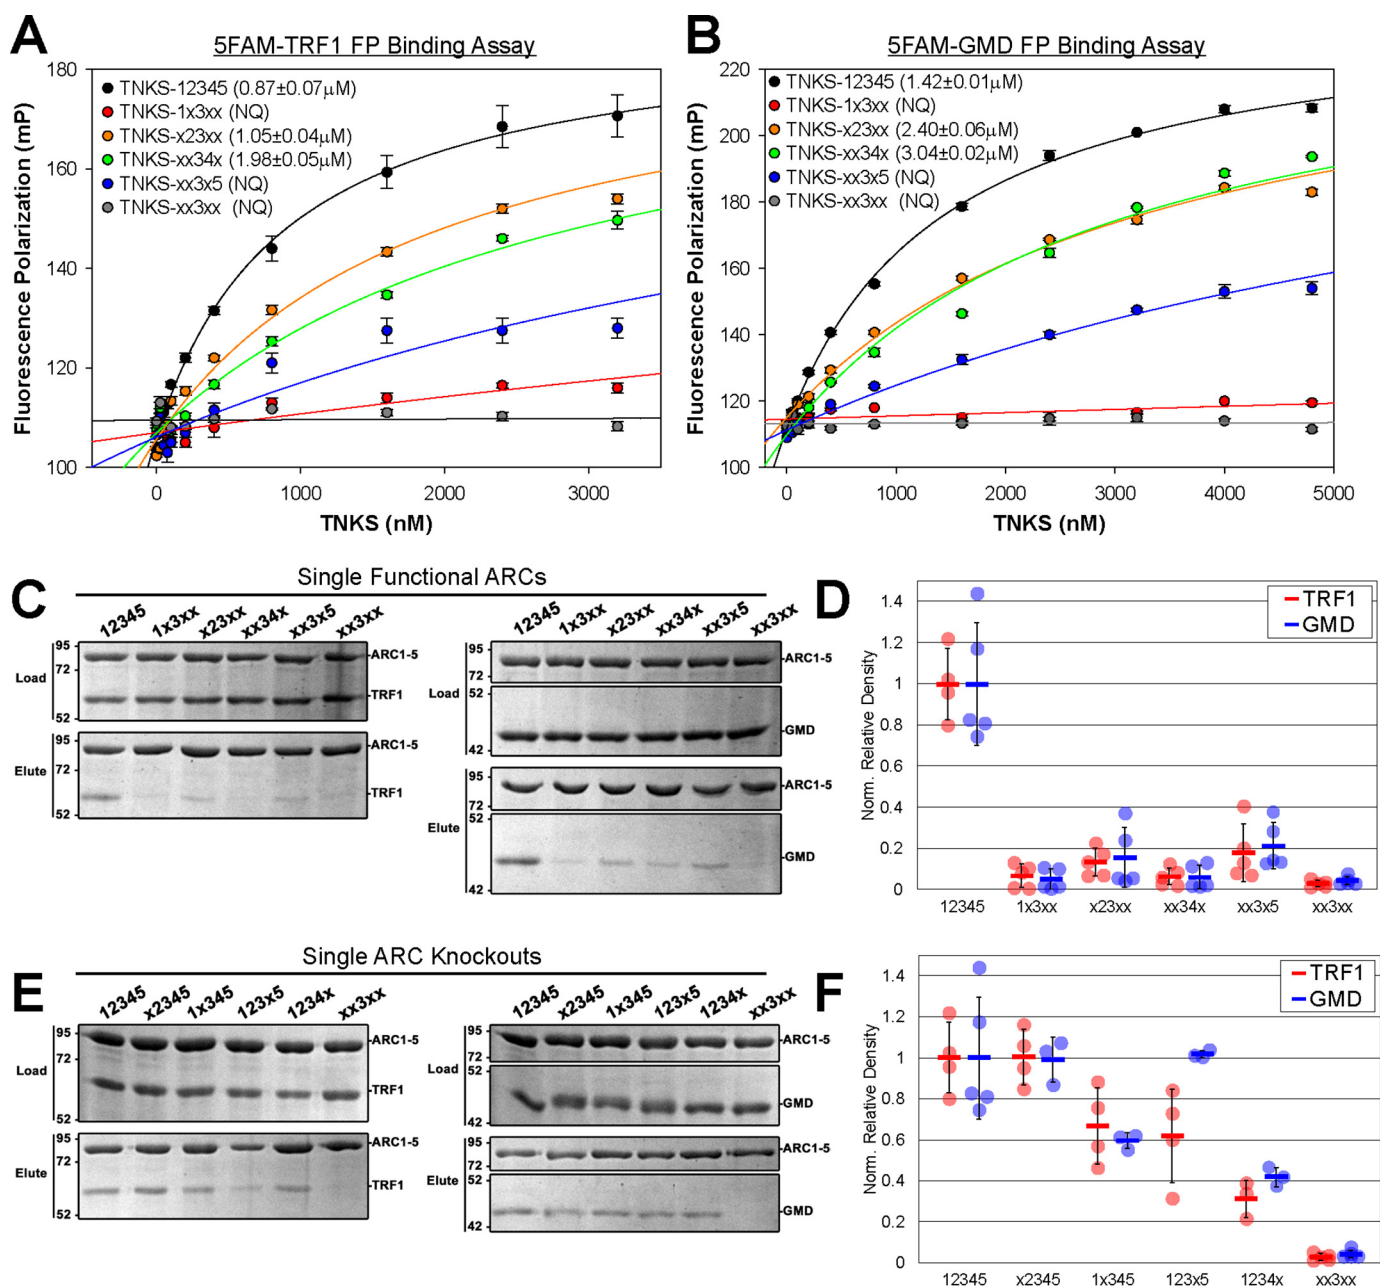 A
5FAM-TRF1 FP Binding Assay
180
160
140
120
100
Fluorescence Polarization (mP)
TNKS-12345 (0.87±0.07μM)
TNKS-1x3xx (NQ)
TNKS-x23xx (1.05±0.04μM)
TNKS-xx34x (1.98±0.05μM)
TNKS-xx3x5 (NQ)
TNKS-xx3xx (NQ)
0 1000 2000 3000
TNKS (nM)
B
5FAM-GMD FP Binding Assay
220
200
180
160
140
120
100
Fluorescence Polarization (mP)
TNKS-12345 (1.42±0.01μM)
TNKS-1x3xx (NQ)
TNKS-x23xx (2.40±0.06μM)
TNKS-xx34x (3.04±0.02μM)
TNKS-xx3x5 (NQ)
TNKS-xx3xx (NQ)
0 1000 2000 3000 4000 5000
TNKS (nM)
C
Single Functional ARCs
12345 1x3xx x23xx xx34x xx3x5 xx3xx
Load
95
72
52
ARC1-5
TRF1
Elute
95
72
52
ARC1-5
TRF1
12345 1x3xx x23xx xx34x xx3x5 xx3xx
Load
95
72
52
42
ARC1-5
GMD
Elute
95
72
52
42
ARC1-5
GMD
D
Norm. Relative Density
1.4
1.2
1
0.8
0.6
0.4
0.2
0
TRF1
GMD
12345 1x3xx x23xx xx34x xx3x5 xx3xx
E
Single ARC Knockouts
12345 x2345 1x345 123x5 1234x xx3xx
Load
95
72
52
ARC1-5
TRF1
Elute
95
72
52
ARC1-5
TRF1
12345 x2345 1x345 123x5 1234x xx3xx
Load
95
72
52
42
ARC1-5
GMD
Elute
95
72
52
42
ARC1-5
GMD
F
Norm. Relative Density
1.4
1.2
1
0.8
0.6
0.4
0.2
0
TRF1
GMD
12345 x2345 1x345 123x5 1234x xx3xx